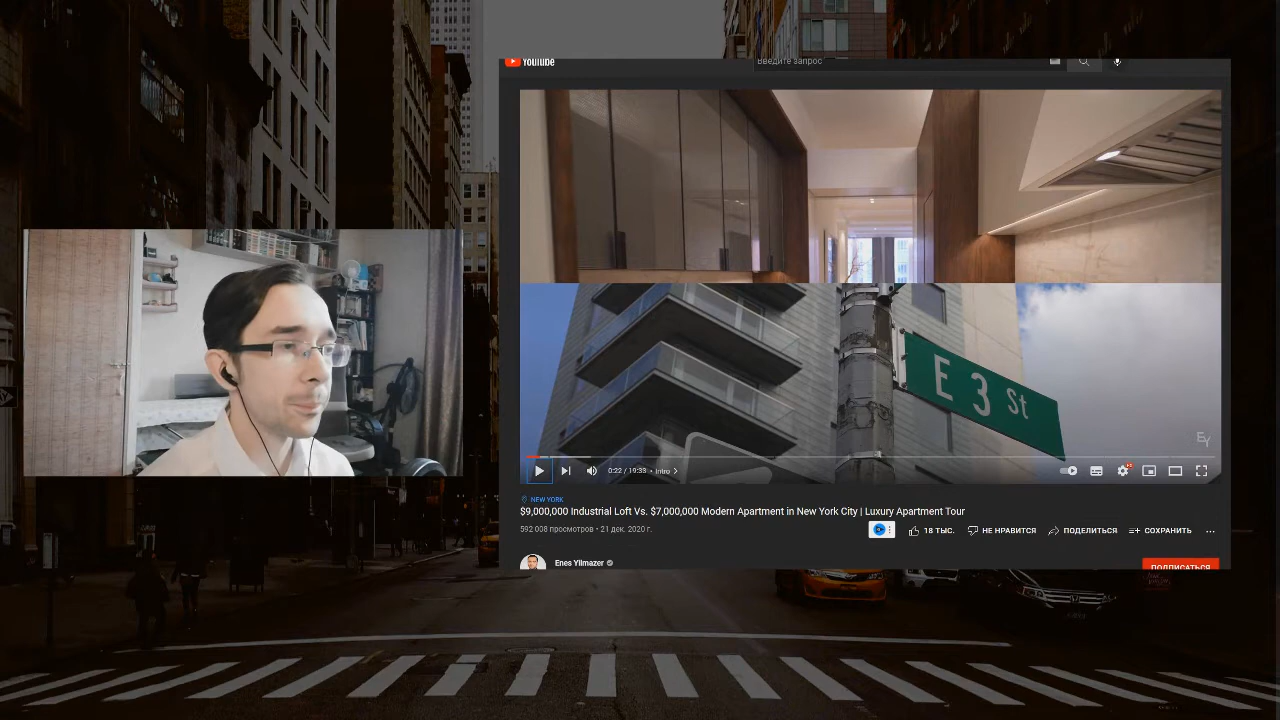 YouTube
Введите запрос
E 3 St
EY
0:22 / 19:33 • Intro
NEW YORK
$9,000,000 Industrial Loft Vs. $7,000,000 Modern Apartment in New York City | Luxury Apartment Tour
592 008 просмотров • 21 дек. 2020 г.
18 ТЫС.
НЕ НРАВИТСЯ
ПОДЕЛИТЬСЯ
СОХРАНИТЬ
Enes Yilmazer
ПОДПИСАТЬСЯ